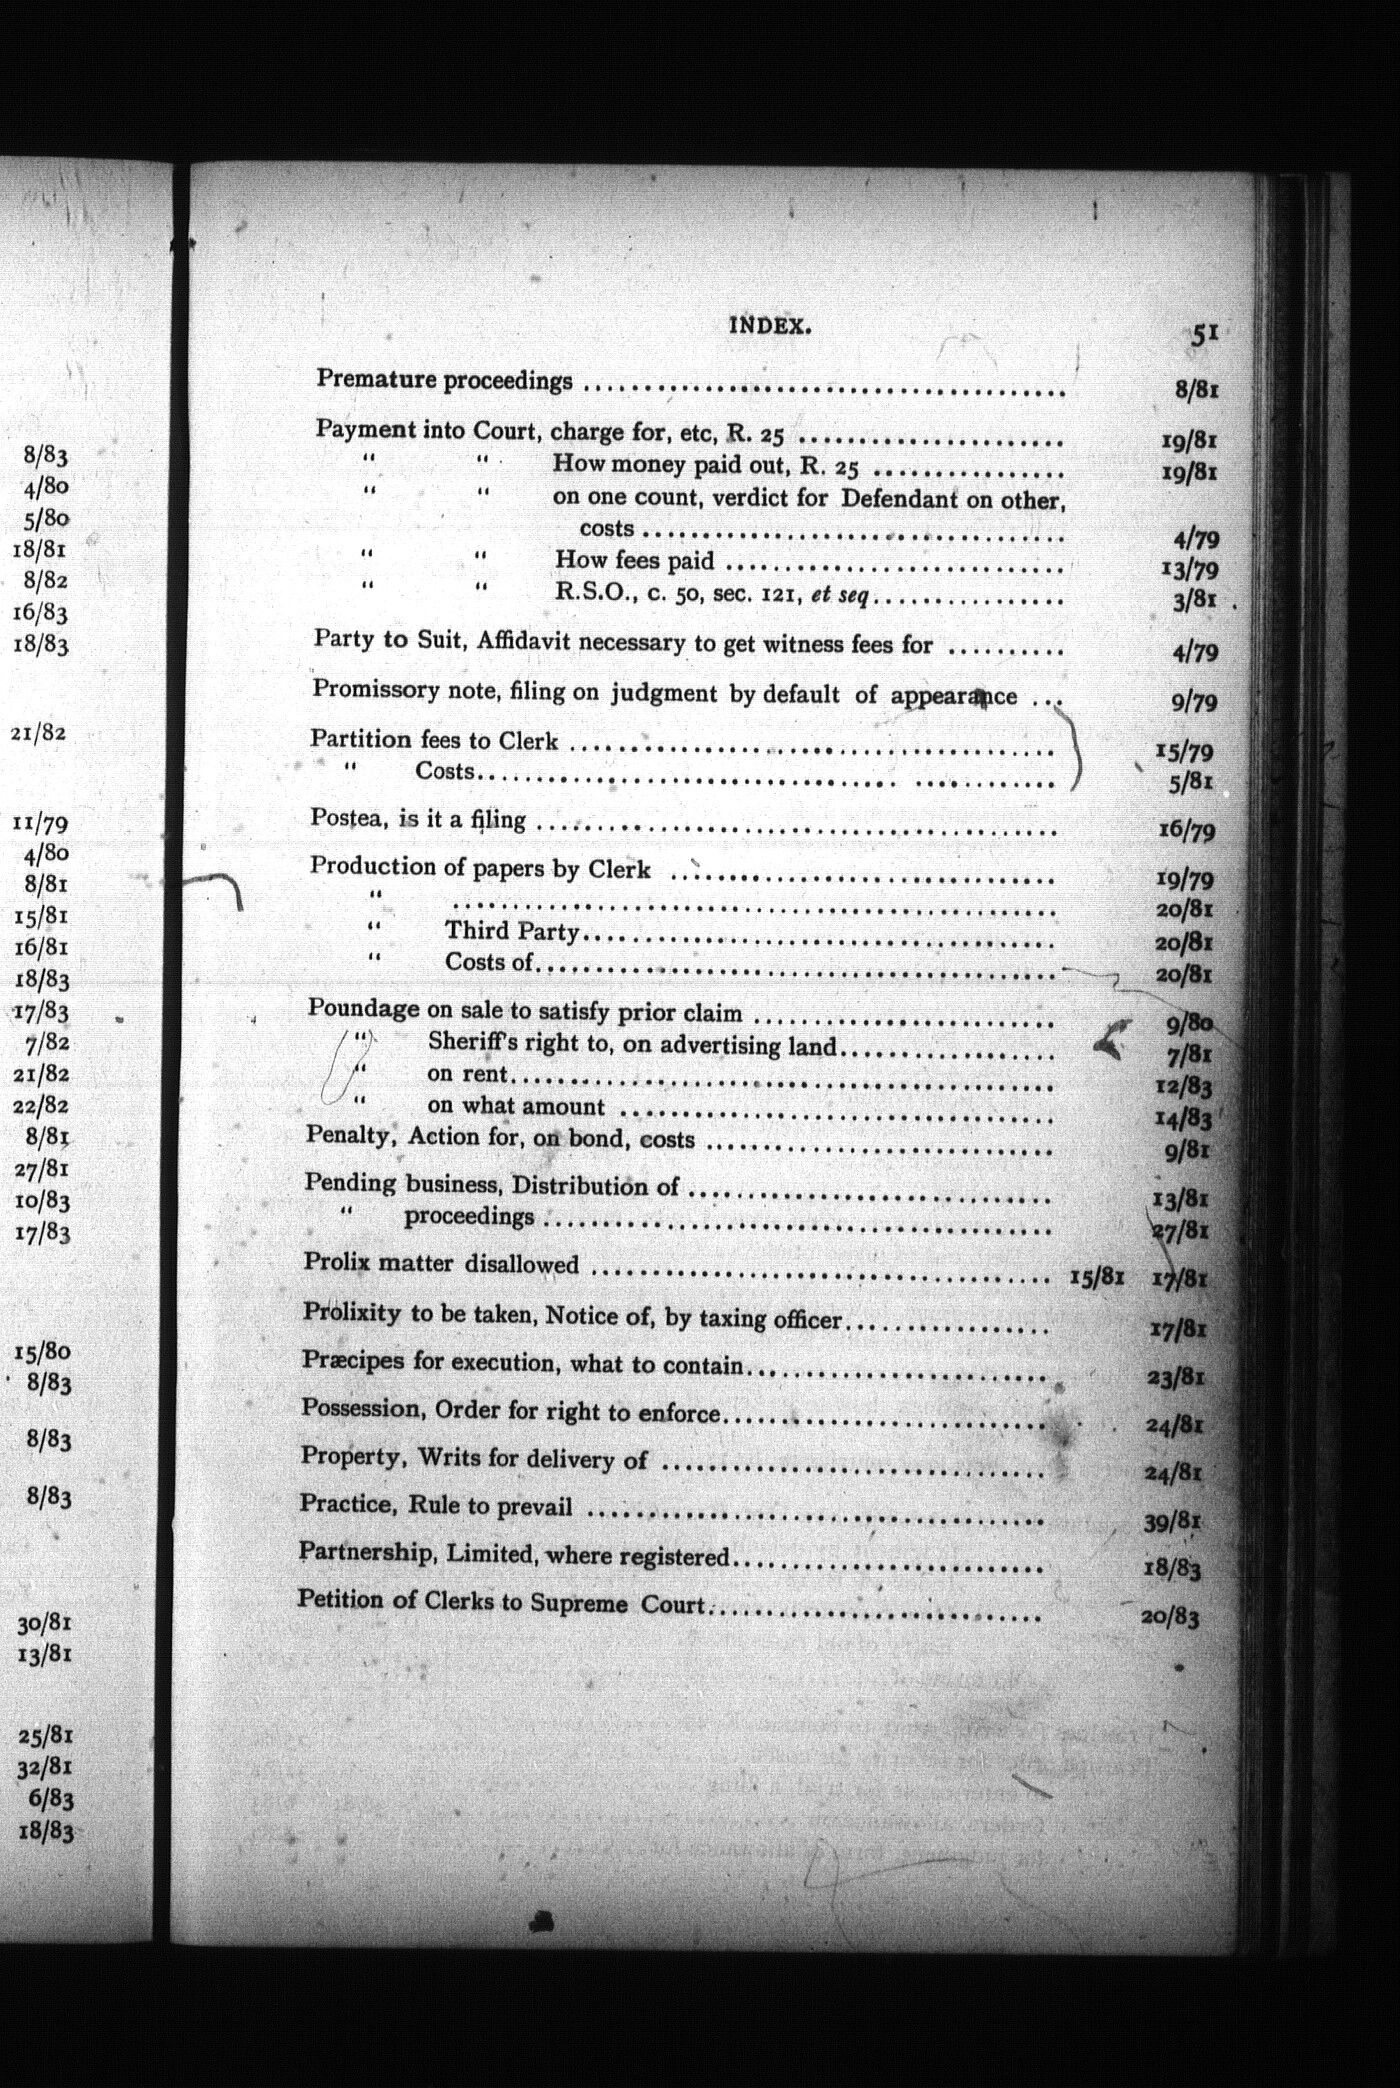 8/83
4/80
5/80
18/81
8/82
16/83
18/83
21/82
11/79
4/80
8/81
15/81
16/81
18/83
17/83
7/82
21/82
22/82
8/81
27/81
10/83
17/83
15/80
8/83
8/83
8/83
30/81
13/81
25/81
32/81
6/83
18/83
INDEX. 51
Premature proceedings ........................................ 8/81
Payment into Court, charge for, etc, R. 25 ...................... 19/81
“ “ How money paid out, R. 25 ................ 19/81
“ “ on one count, verdict for Defendant on other,
costs ................................... 4/79
“ “ How fees paid ............................ 13/79
“ “ R.S.O., c. 50, sec. 121, et seq................ 3/81
Party to Suit, Affidavit necessary to get witness fees for .......... 4/79
Promissory note, filing on judgment by default of appearance ... 9/79
Partition fees to Clerk ........................................ 15/79
“ Costs............................................... 5/81
Postea, is it a filing ........................................... 16/79
Production of papers by Clerk ................................ 19/79
“ .................................................. 20/81
“ Third Party....................................... 20/81
“ Costs of........................................... 20/81
Poundage on sale to satisfy prior claim ......................... 9/80
“ Sheriff's right to, on advertising land.................. 7/81
“ on rent............................................. 12/83
“ on what amount .................................... 14/83
Penalty, Action for, on bond, costs ............................. 9/81
Pending business, Distribution of .............................. 13/81
“ proceedings .......................................... 27/81
Prolix matter disallowed ...................................... 15/81 17/81
Prolixity to be taken, Notice of, by taxing officer................. 17/81
Præcipes for execution, what to contain......................... 23/81
Possession, Order for right to enforce............................. 24/81
Property, Writs for delivery of ................................ 24/81
Practice, Rule to prevail ...................................... 39/81
Partnership, Limited, where registered.......................... 18/83
Petition of Clerks to Supreme Court............................ 20/83